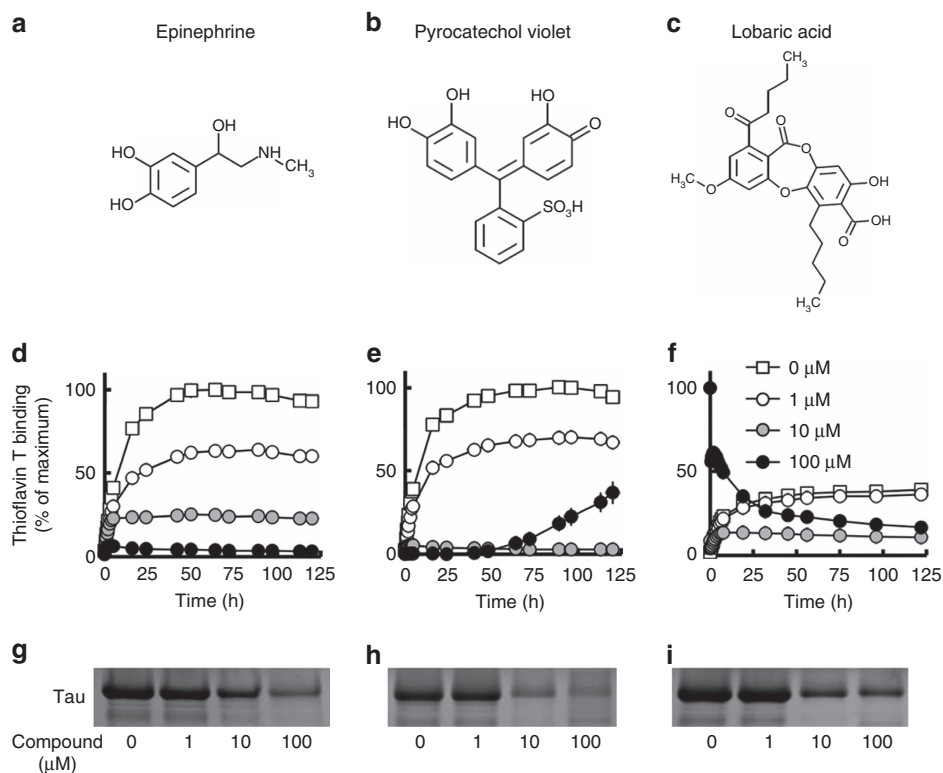 a Epinephrine
b Pyrocatechol violet
c Lobaric acid
OH
HO
NH
CH3
HO
OH
HO
HO
O
SO3H
CH3
O
O
O
H3C
O
O
OH
OH
O
H3C
d
e
f
Thioflavin T binding
(% of maximum)
100
50
0
0 25 50 75 100 125
Time (h)
100
50
0
0 25 50 75 100 125
Time (h)
100
50
0
0 25 50 75 100 125
Time (h)
0 μM
1 μM
10 μM
100 μM
g
h
i
Tau
Compound
(μM)
0 1 10 100
0 1 10 100
0 1 10 100